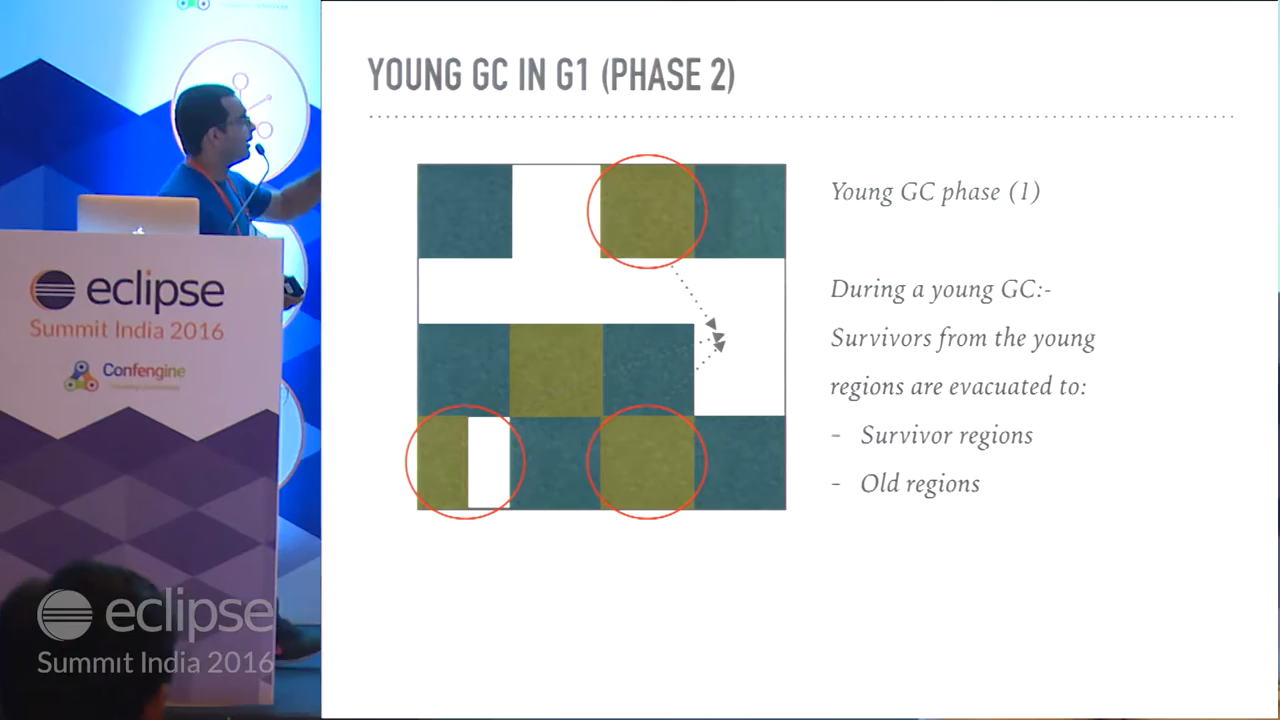 YOUNG GC IN G1 (PHASE 2)
Young GC phase (1)
During a young GC:-
Survivors from the young
regions are evacuated to:
- Survivor regions
- Old regions
eclipse
Summit India 2016
Confengine
eclipse
Summit India 2016